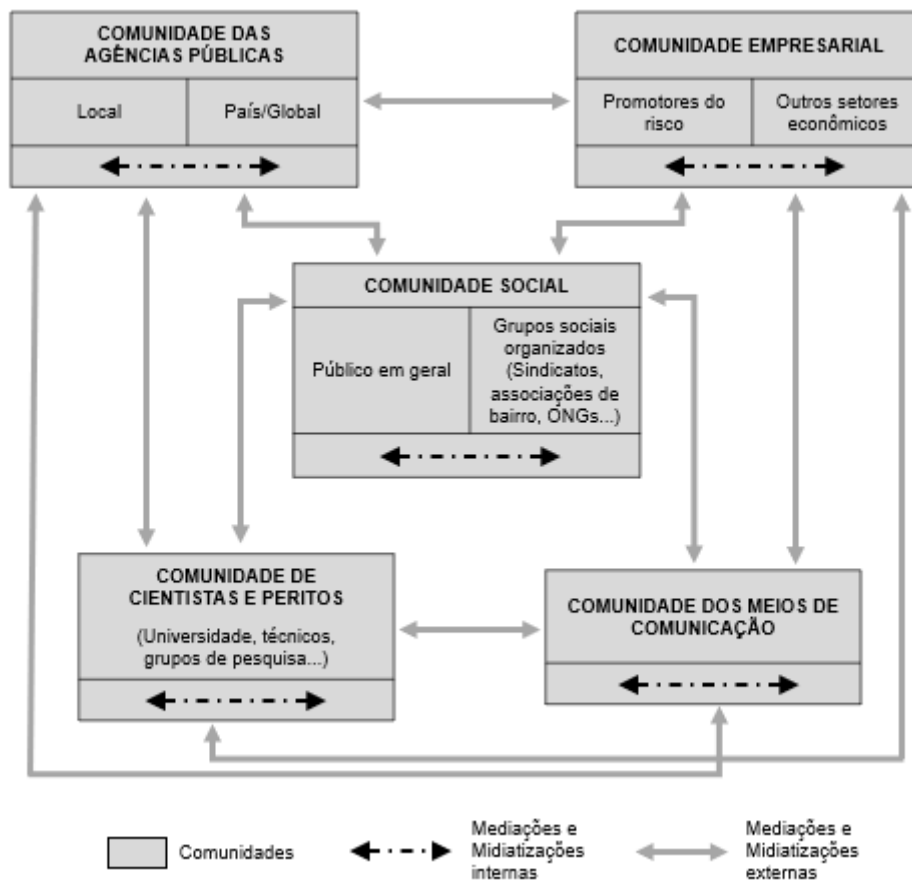 COMUNIDADE DAS
AGÊNCIAS PÚBLICAS
Local
País/Global
COMUNIDADE EMPRESARIAL
Promotores do
risco
Outros setores
econômicos
COMUNIDADE SOCIAL
Público em geral
Grupos sociais
organizados
(Sindicatos,
associações de
bairro, ONGs...)
COMUNIDADE DE
CIENTISTAS E PERITOS
(Universidade, técnicos,
grupos de pesquisa...)
COMUNIDADE DOS MEIOS DE
COMUNICAÇÃO
Comunidades
Mediações e
Midiatizações
internas
Mediações e
Midiatizações
externas